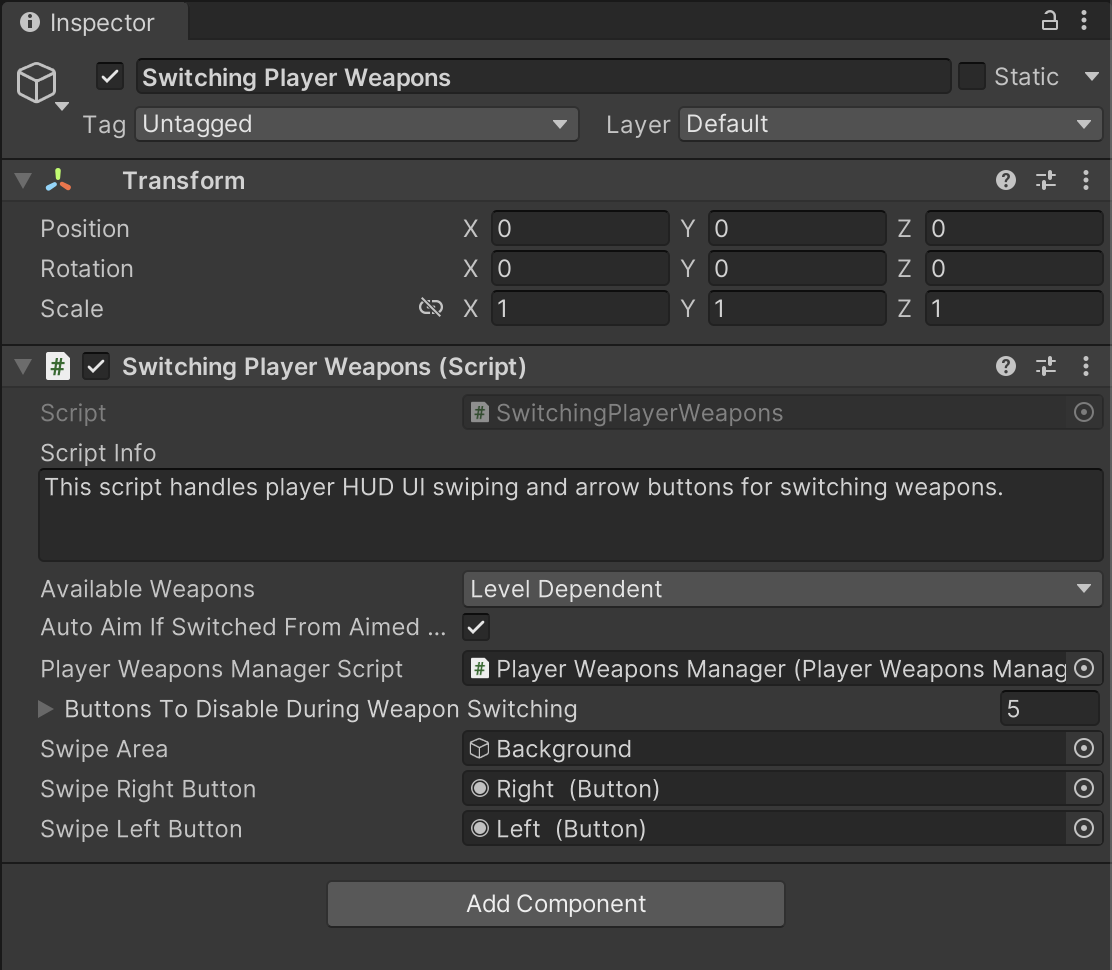 Inspector
Switching Player Weapons Static
Tag Untagged Layer Default
Transform
Position X 0 Y 0 Z 0
Rotation X 0 Y 0 Z 0
Scale X 1 Y 1 Z 1
# Switching Player Weapons (Script)
Script # SwitchingPlayerWeapons
Script Info
This script handles player HUD UI swiping and arrow buttons for switching weapons.
Available Weapons Level Dependent
Auto Aim If Switched From Aimed ...
Player Weapons Manager Script # Player Weapons Manager (Player Weapons Manag
Buttons To Disable During Weapon Switching 5
Swipe Area Background
Swipe Right Button Right (Button)
Swipe Left Button Left (Button)
Add Component